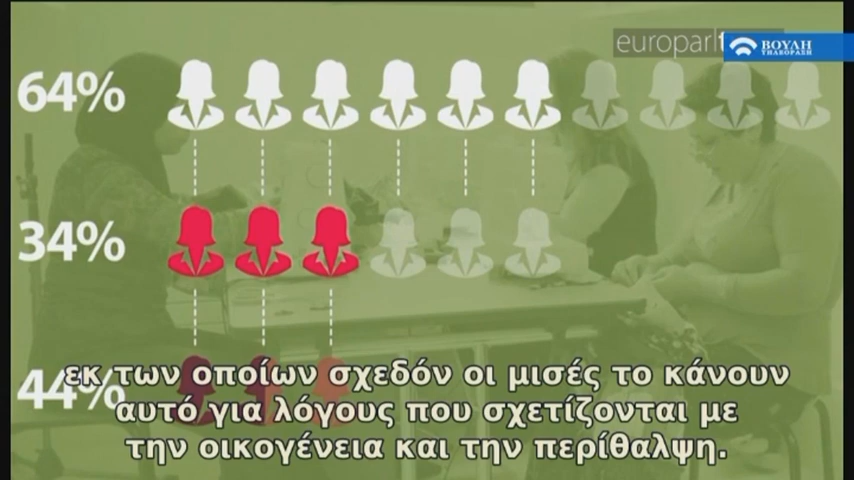 europarl
ΒΟΥΛΗ
ΤΗΛΕΟΡΑΣΗ
64%
34%
44%
εκ των οποίων σχεδόν οι μισές το κάνουν
αυτό για λόγους που σχετίζονται με
την οικογένεια και την περίθαλψη.